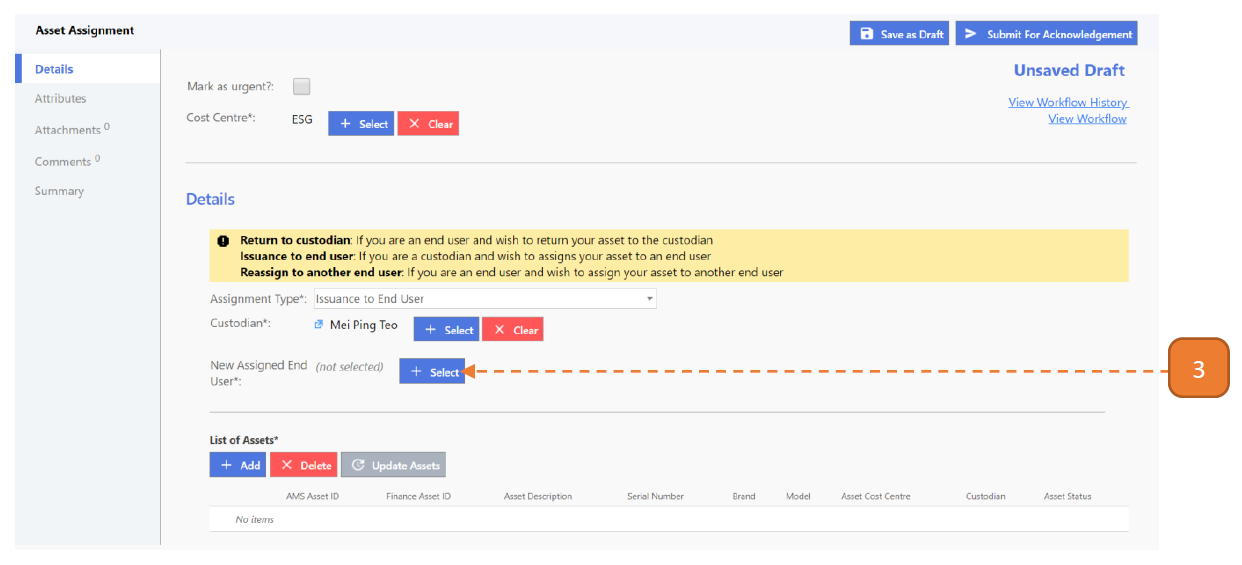 Asset Assignment
Save as Draft
Submit For Acknowledgement
Details
Attributes
Attachments 0
Comments 0
Summary
Unsaved Draft
View Workflow History
View Workflow
Mark as urgent?:
Cost Centre*: ESG + Select × Clear
Details
Return to custodian: If you are an end user and wish to return your asset to the custodian
Issuance to end user: If you are a custodian and wish to assigns your asset to an end user
Reassign to another end user: If you are an end user and wish to assign your asset to another end user
Assignment Type*: Issuance to End User
Custodian*: Mei Ping Teo + Select × Clear
New Assigned End (not selected) + Select
User*:
3
List of Assets*
+ Add × Delete Update Assets
AMS Asset ID Finance Asset ID Asset Description Serial Number Brand Model Asset Cost Centre Custodian Asset Status
No items